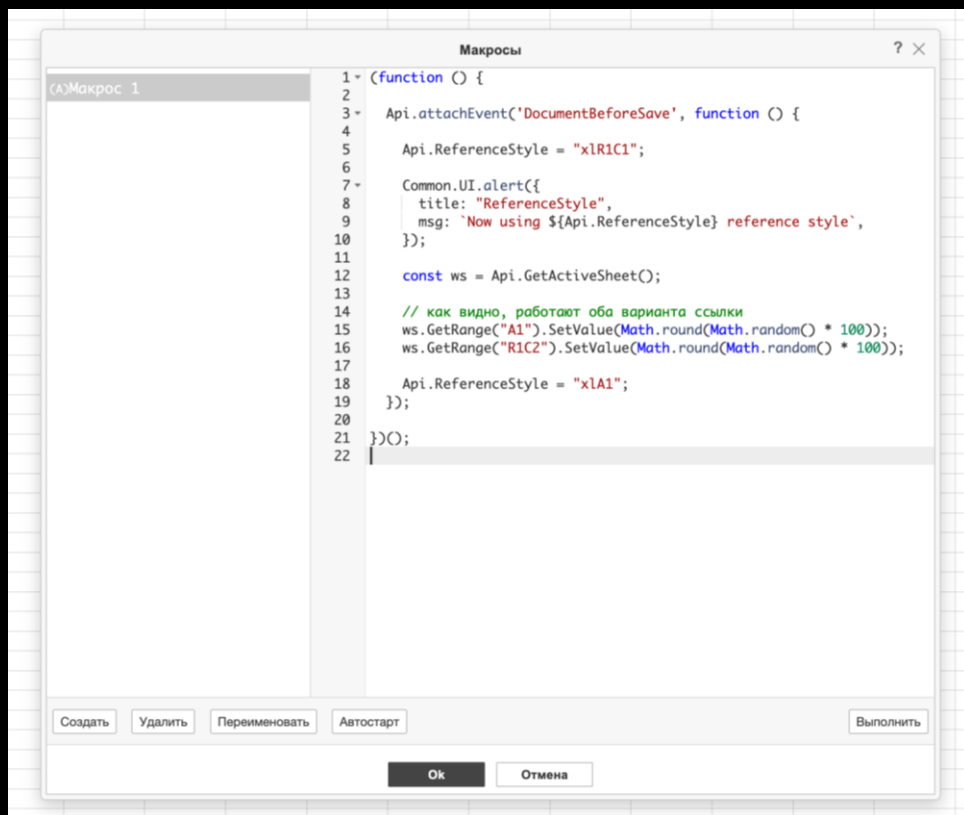 Макросы
?
(A)Макрос 1
1 (function () {
2
3 Api.attachEvent('DocumentBeforeSave', function () {
4
5 Api.ReferenceStyle = "xlR1C1";
6
7 Common.UI.alert({
8 title: "ReferenceStyle",
9 msg: `Now using ${Api.ReferenceStyle} reference style`,
10 });
11
12 const ws = Api.GetActiveSheet();
13
14 // как видно, работают оба варианта ссылки
15 ws.GetRange("A1").SetValue(Math.round(Math.random() * 100));
16 ws.GetRange("R1C2").SetValue(Math.round(Math.random() * 100));
17
18 Api.ReferenceStyle = "xlA1";
19 });
20
21 })();
22
Создать Удалить Переименовать Автостарт Выполнить
Ok Отмена